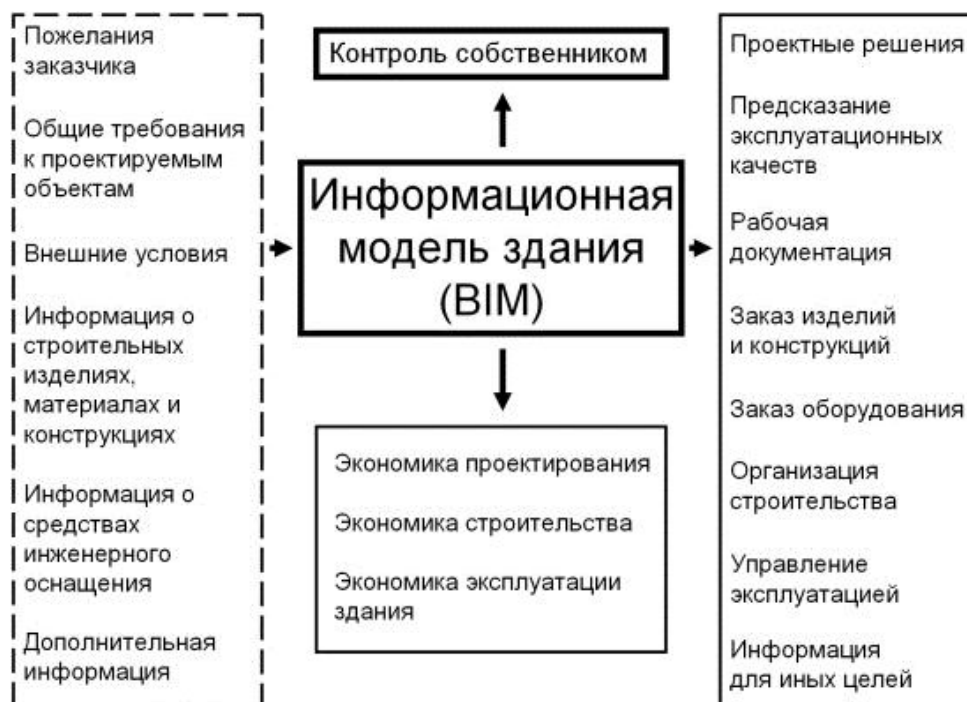 Пожелания
заказчика
Общие требования
к проектируемым
объектам
Внешние условия
Информация о
строительных
изделиях,
материалах и
конструкциях
Информация о
средствах
инженерного
оснащения
Дополнительная
информация
Контроль собственником
Информационная
модель здания
(BIM)
Экономика проектирования
Экономика строительства
Экономика эксплуатации
здания
Проектные решения
Предсказание
эксплуатационных
качеств
Рабочая
документация
Заказ изделий
и конструкций
Заказ оборудования
Организация
строительства
Управление
эксплуатацией
Информация
для иных целей